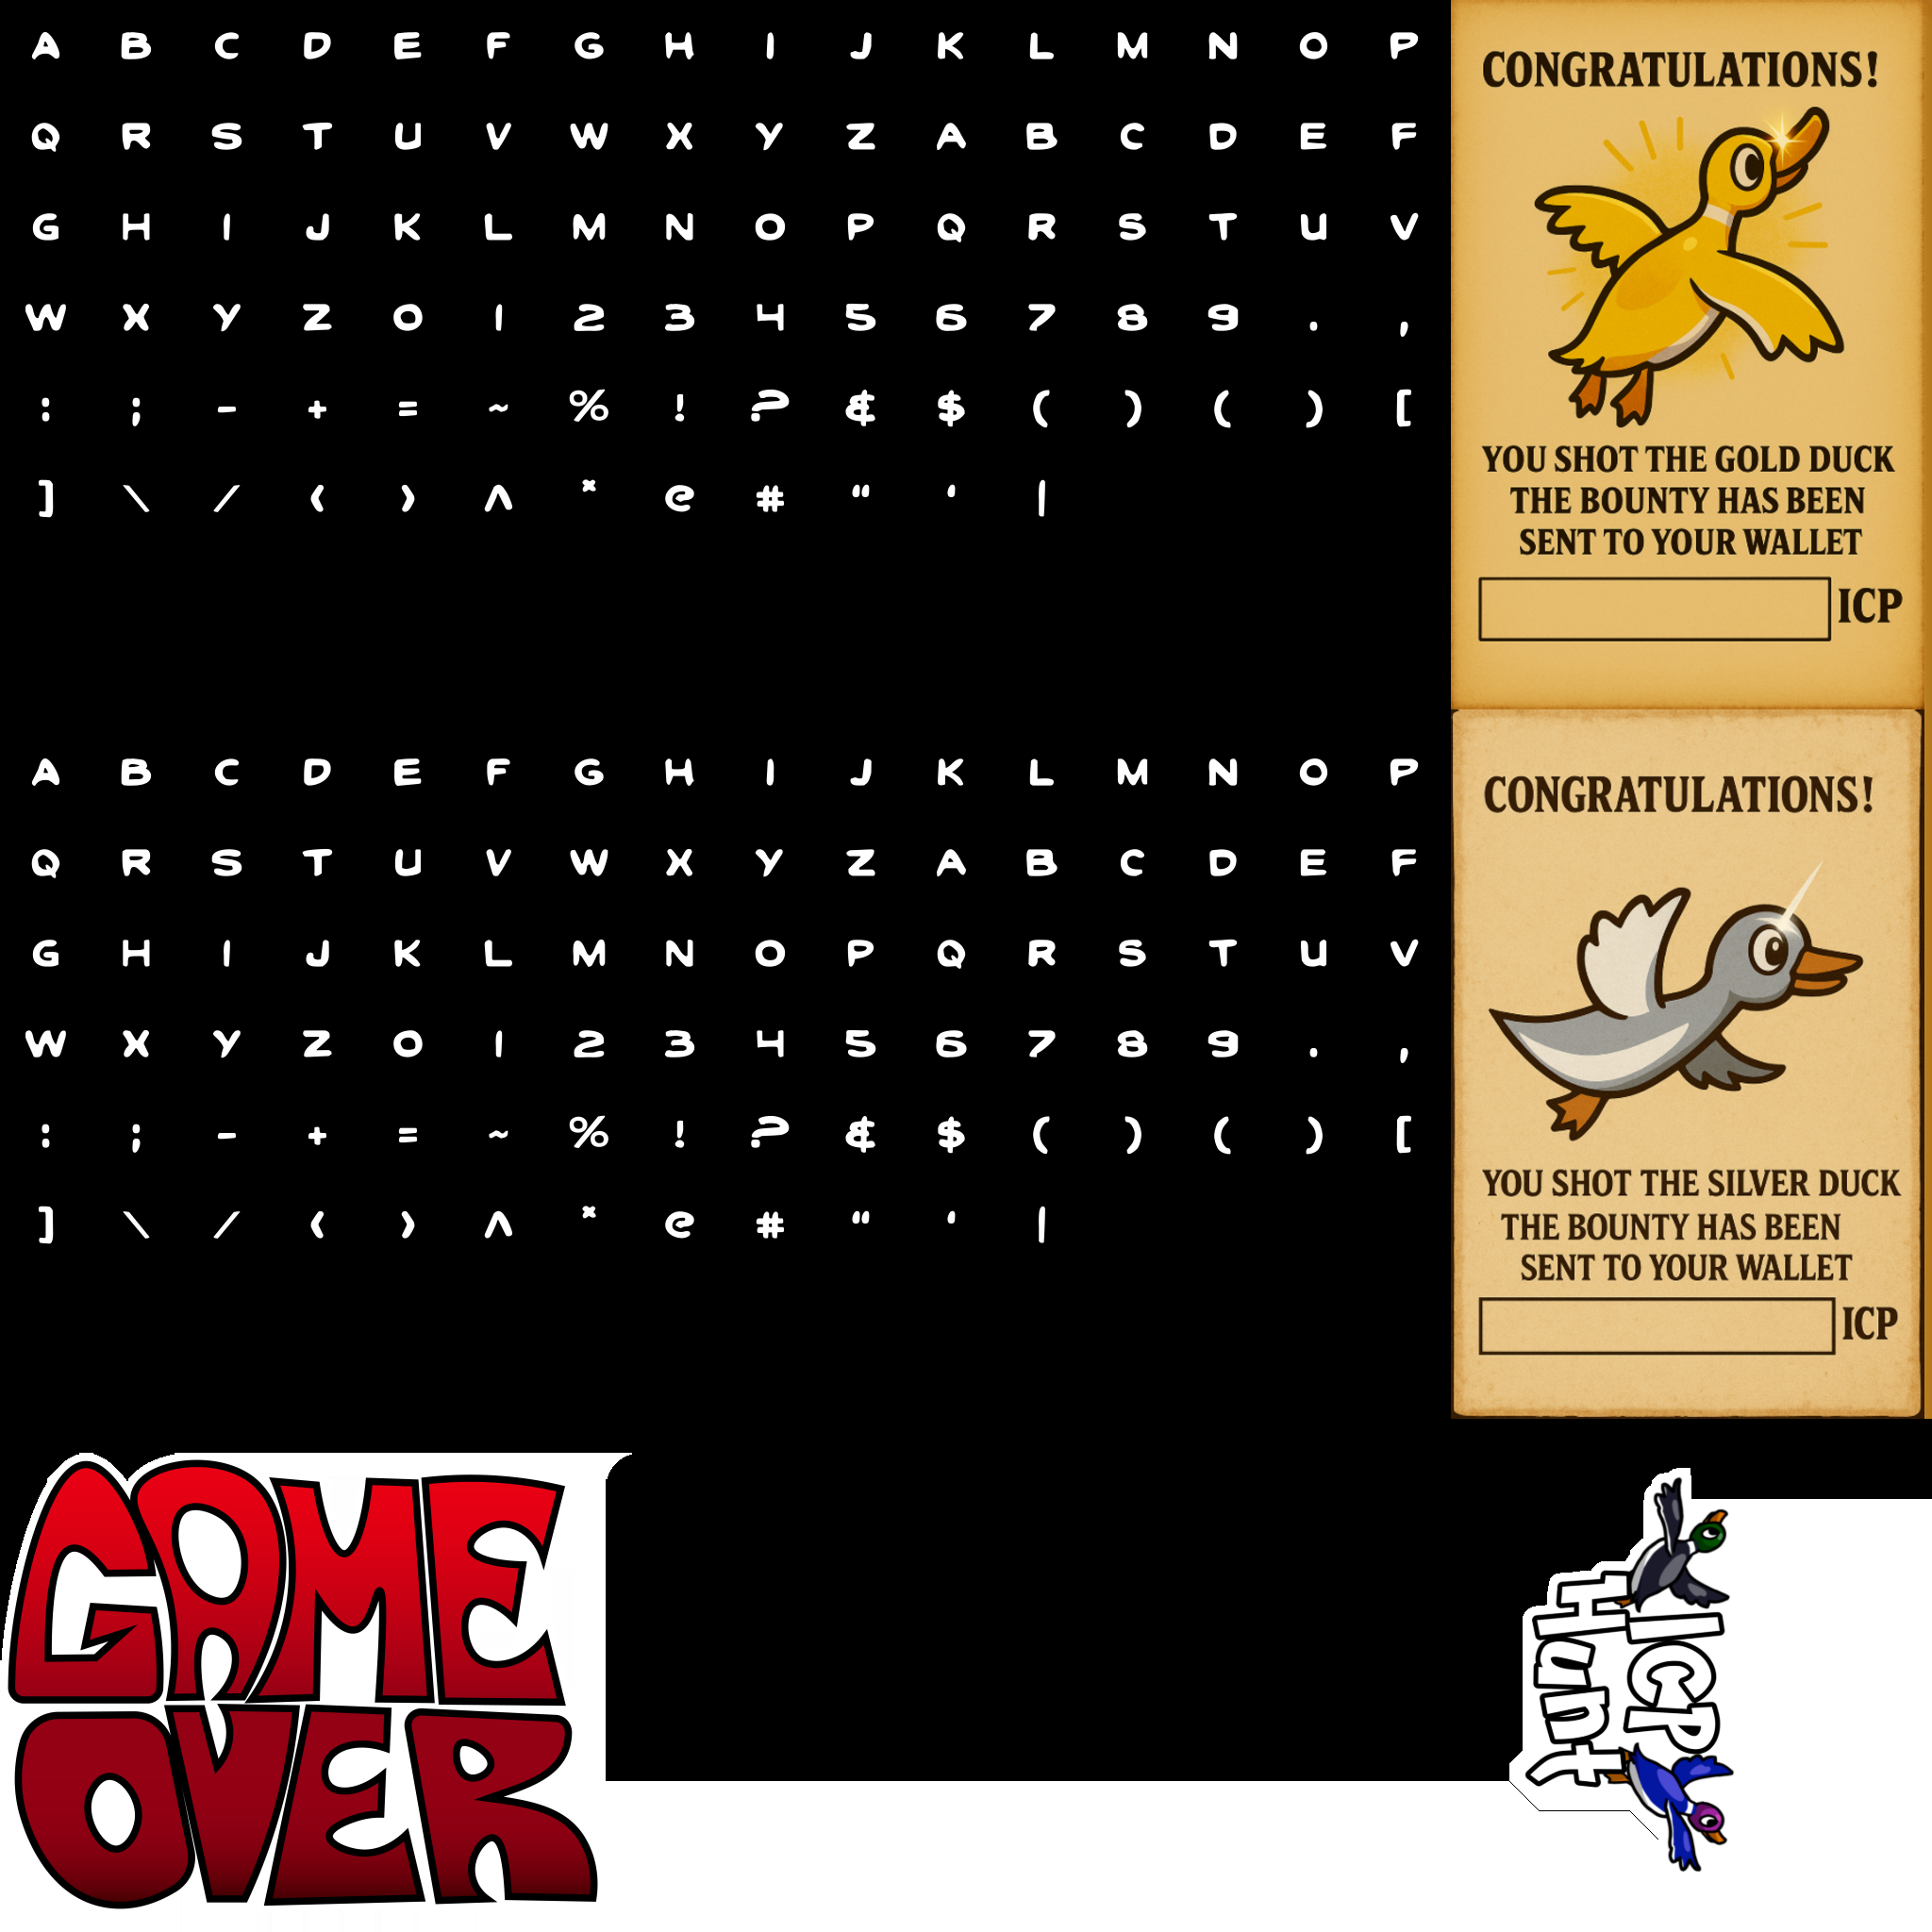 A B C D E F G H I J K L M N O P
Q R S T U V W X Y Z A B C D E F
G H I J K L M N O P Q R S T U V
W X Y Z 0 1 2 3 4 5 6 7 8 9 . ,
: ; - + = ~ % ! ? & $ ( ) ( ) [
] \ / < > ^ * @ # " ' |
CONGRATULATIONS!
YOU SHOT THE GOLD DUCK
THE BOUNTY HAS BEEN
SENT TO YOUR WALLET
ICP
A B C D E F G H I J K L M N O P
Q R S T U V W X Y Z A B C D E F
G H I J K L M N O P Q R S T U V
W X Y Z 0 1 2 3 4 5 6 7 8 9 . ,
: ; - + = ~ % ! ? & $ ( ) ( ) [
] \ / < > ^ * @ # " ' |
CONGRATULATIONS!
YOU SHOT THE SILVER DUCK
THE BOUNTY HAS BEEN
SENT TO YOUR WALLET
ICP
GAME
OVER
ICP
Hunt